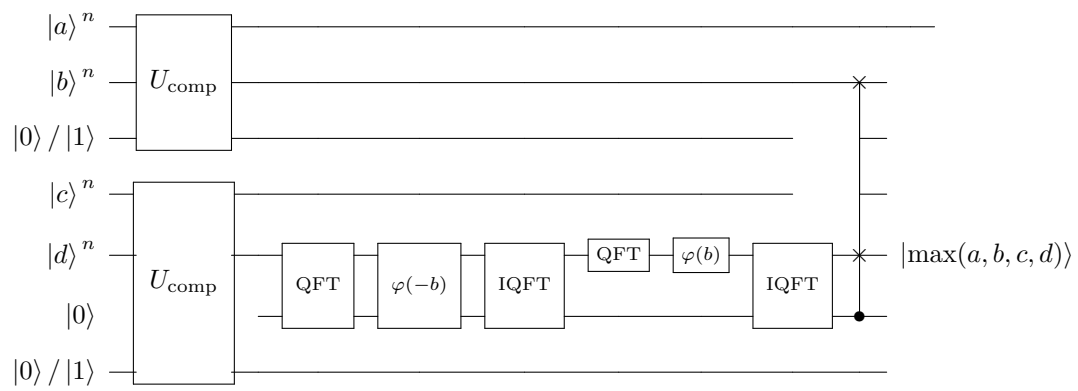 |a⟩ⁿ
|b⟩ⁿ
U_comp
|0⟩ / |1⟩
|c⟩ⁿ
|d⟩ⁿ
U_comp
QFT
φ(−b)
IQFT
QFT
φ(b)
IQFT
|max(a, b, c, d)⟩
|0⟩
|0⟩ / |1⟩